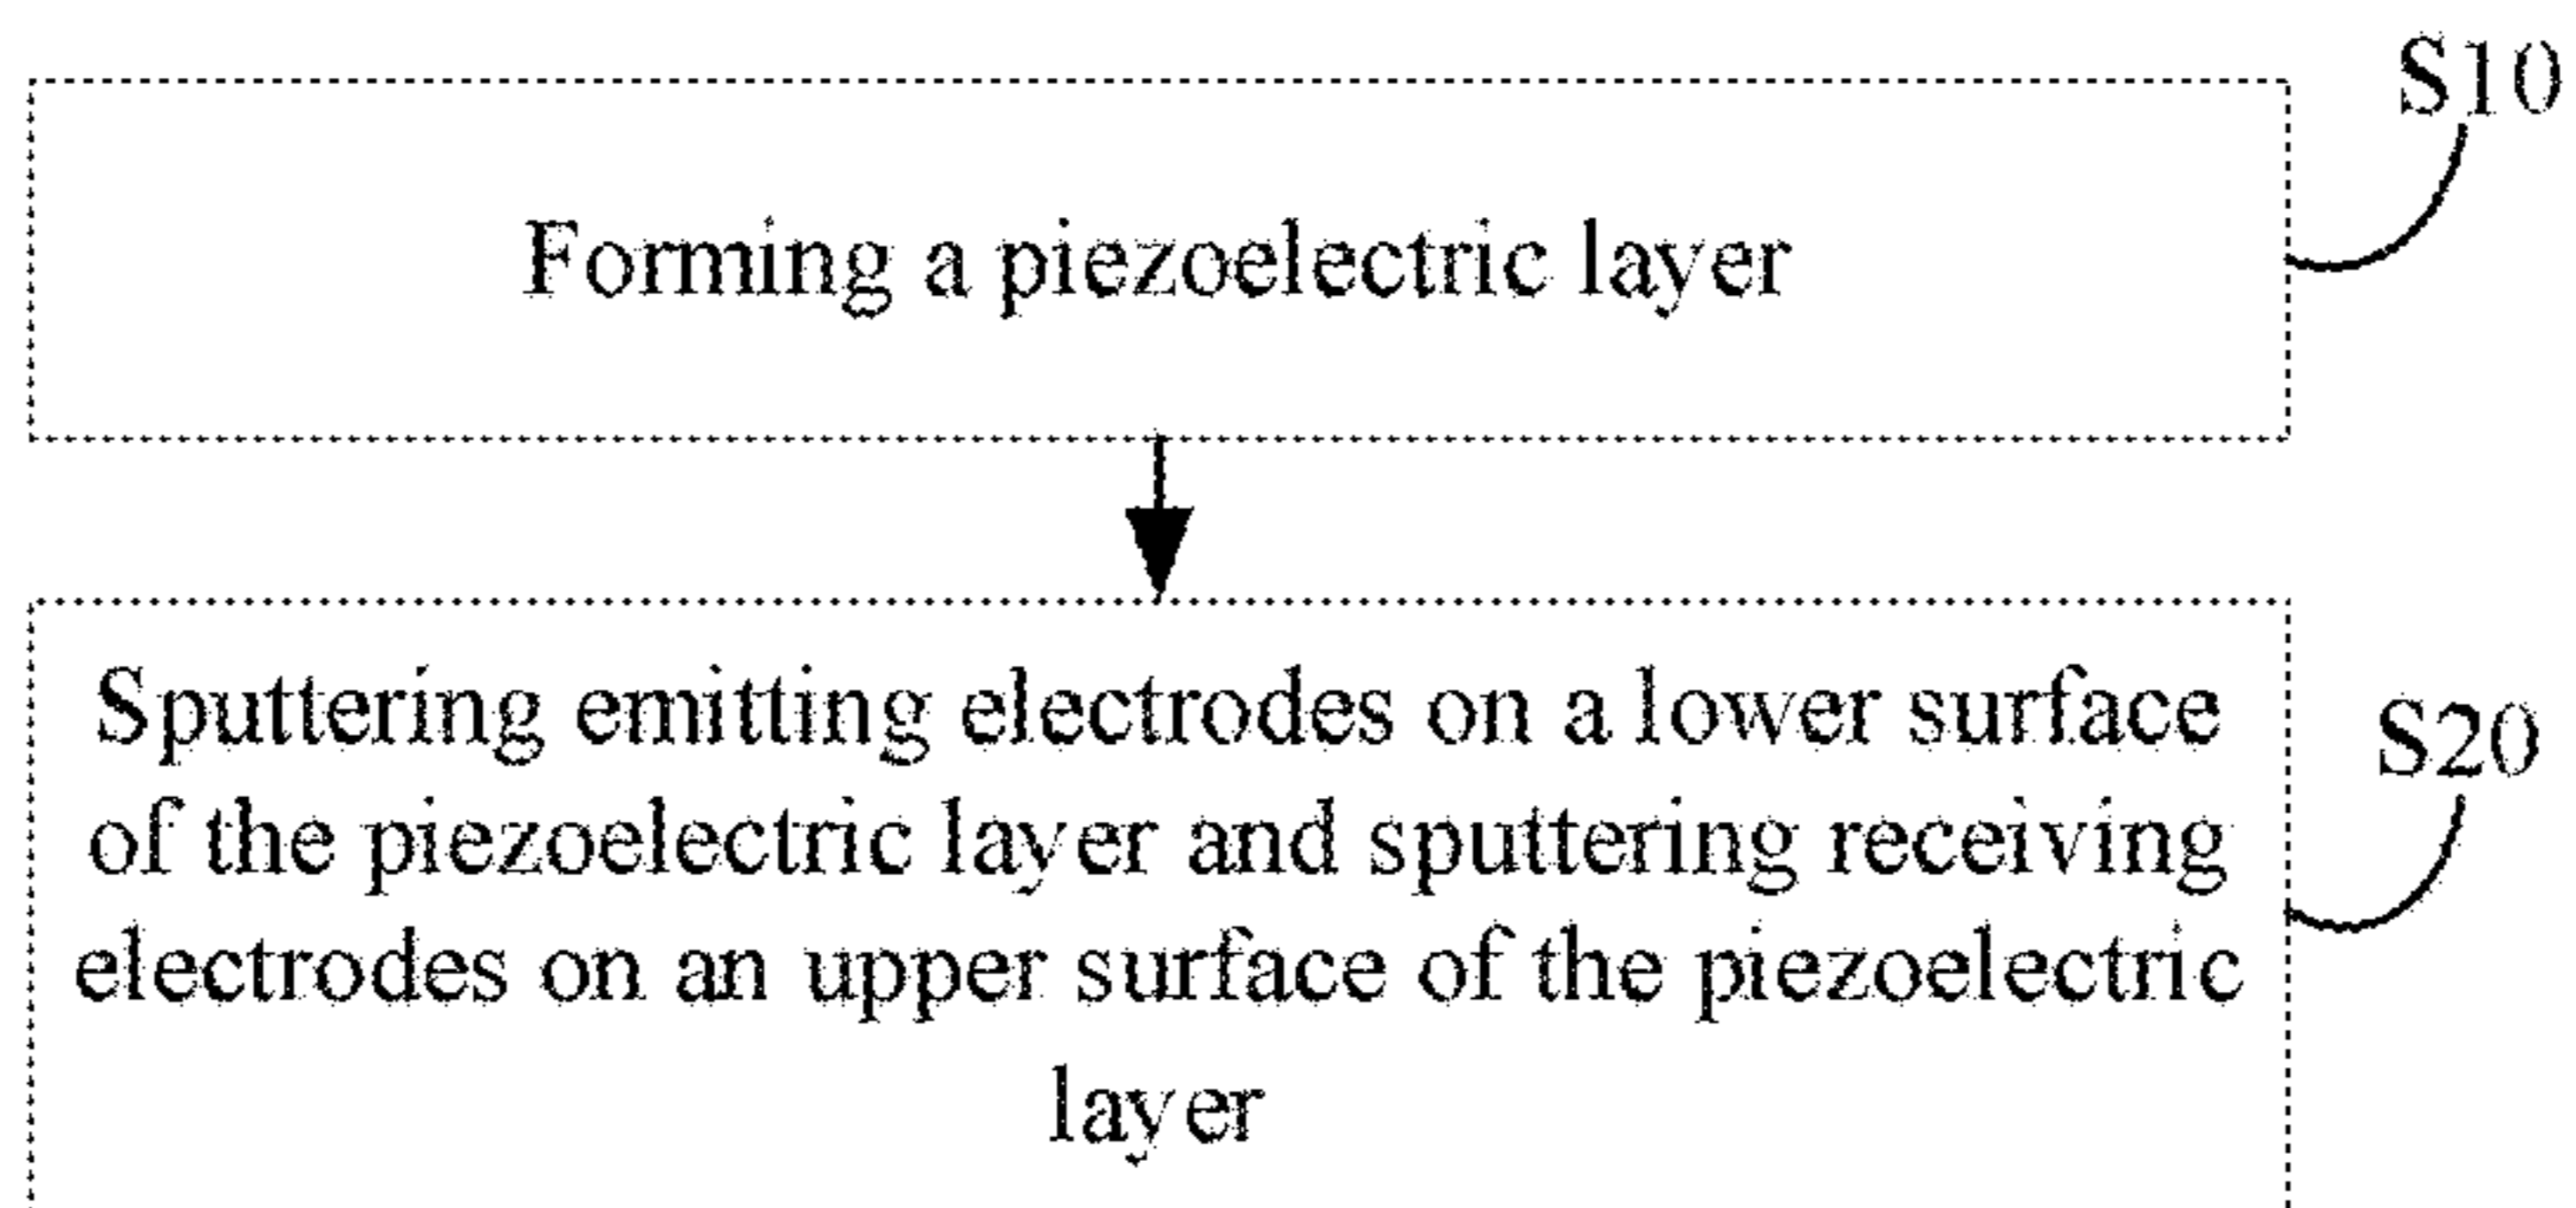 S10
Forming a piezoelectric layer
Sputtering emitting electrodes on a lower surface
of the piezoelectric layer and sputtering receiving
electrodes on an upper surface of the piezoelectric
layer
S20